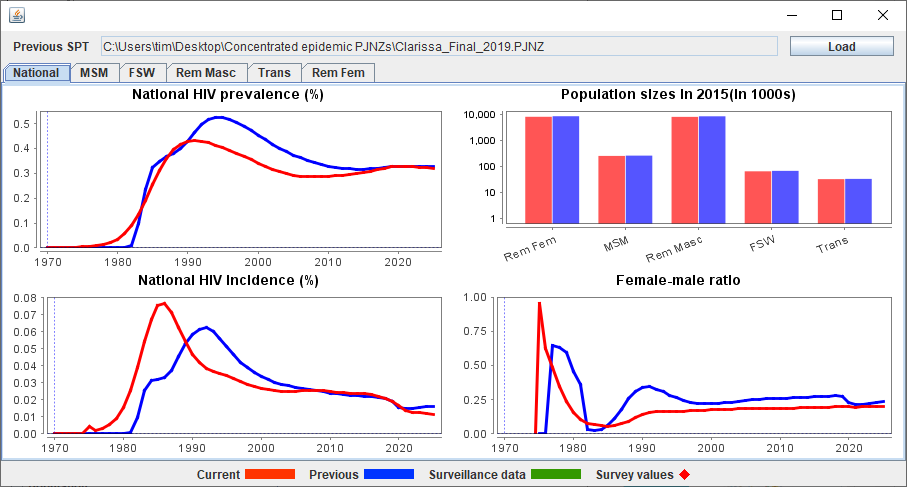 Previous SPT C:\Users\tim\Desktop\Concentrated epidemic PJNZs\Clarissa_Final_2019.PJNZ Load
National MSM FSW Rem Masc Trans Rem Fem
National HIV prevalence (%)
0.5
0.4
0.3
0.2
0.1
0.0
1970 1980 1990 2000 2010 2020
Population sizes in 2015(in 1000s)
10,000
1,000
100
10
1
Rem Fem MSM Rem Masc FSW Trans
National HIV Incidence (%)
0.08
0.07
0.06
0.05
0.04
0.03
0.02
0.01
0.00
1970 1980 1990 2000 2010 2020
Female-male ratio
1.00
0.75
0.50
0.25
0.00
1970 1980 1990 2000 2010 2020
Current Previous Surveillance data Survey values